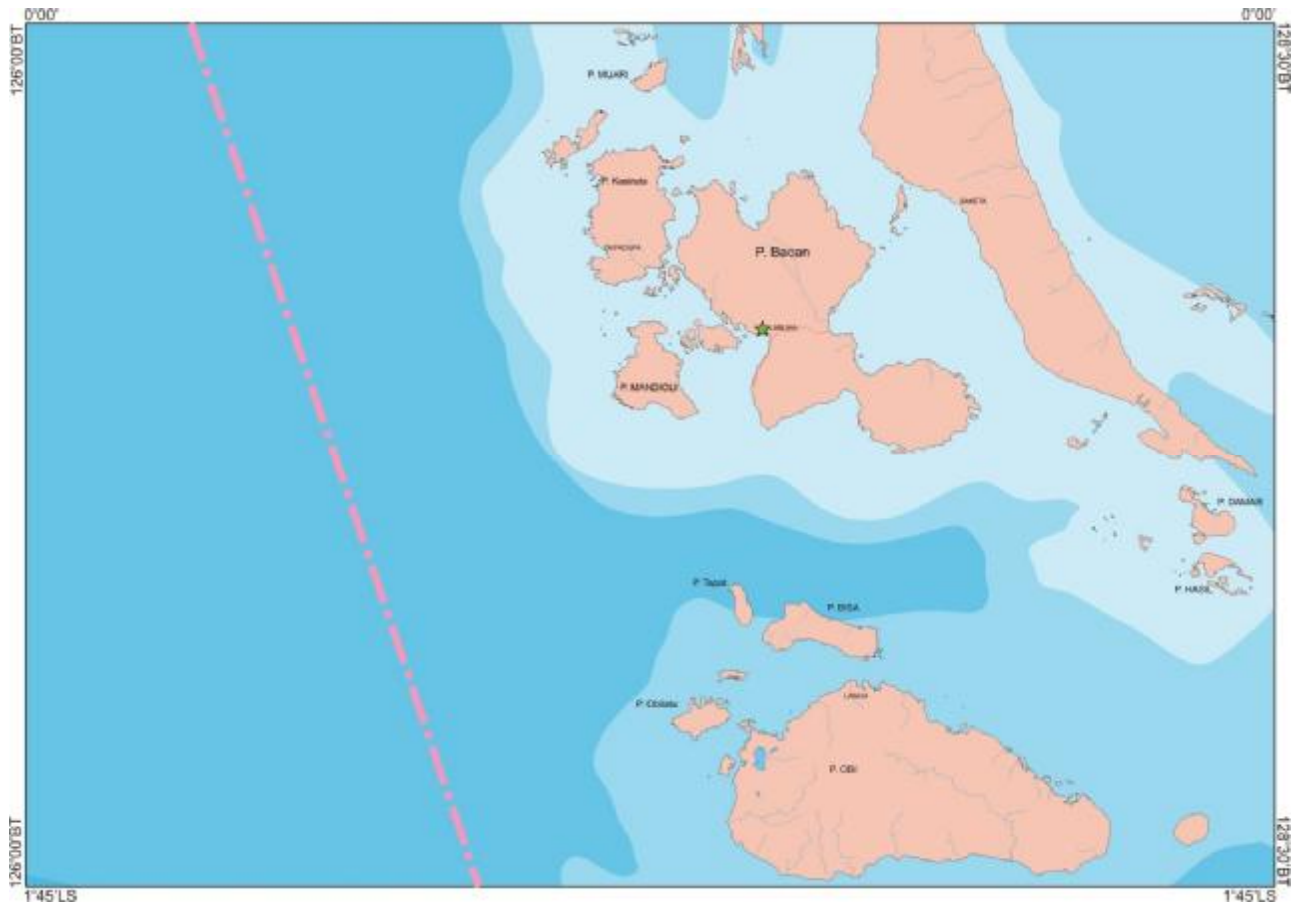 0°00'
0°00'
126°00'BT
128°30'BT
P. MUARI
P. Kasiruta
SAKETA
P. Bacan
P. MANDIOLI
P. DAMAR
P. Tapat
P. HASIL
P. BISA
P. Obilatu
P. OBI
126°00'BT
128°30'BT
1°45'LS
1°45'LS